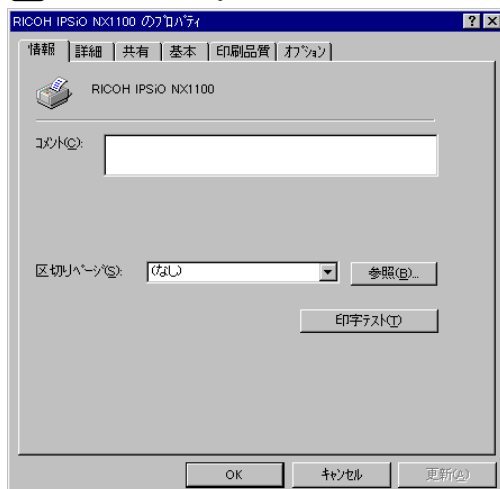 RICOH IPSiO NX1100 のﾌﾟﾛﾊﾟﾃｨ
情報 詳細 共有 基本 印刷品質 ｵﾌﾟｼｮﾝ
RICOH IPSiO NX1100
ｺﾒﾝﾄ(C):
区切りﾍﾟｰｼﾞ(S): (なし) 参照(B)...
印字ﾃｽﾄ(T)
OK ｷｬﾝｾﾙ 更新(A)